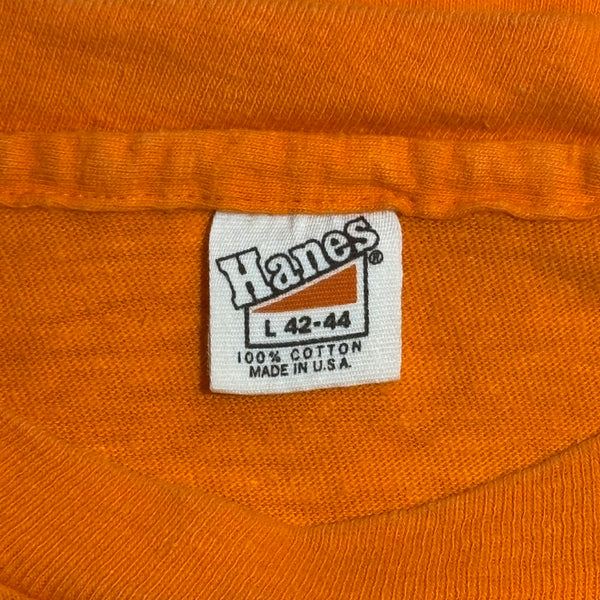 Hanes®
L 42-44
100% COTTON
MADE IN U.S.A.